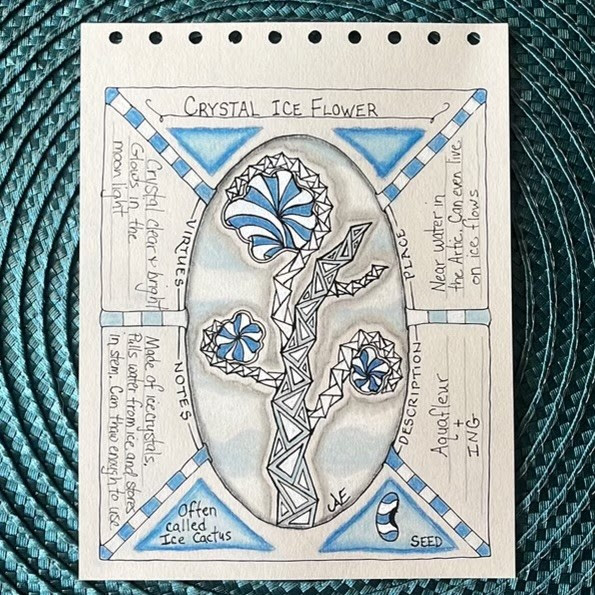 CRYSTAL ICE FLOWER
VIRTUES
Crystal clear & bright
Glows in the
moon light
PLACE
Near water in
the Artic. Can even live
on ice flows
NOTES
Made of ice crystals.
Pulls water from ice and stores
in stem. Can thaw enough to use
DESCRIPTION
Aquafleur
+
ING
Often
called
Ice Cactus
SEED